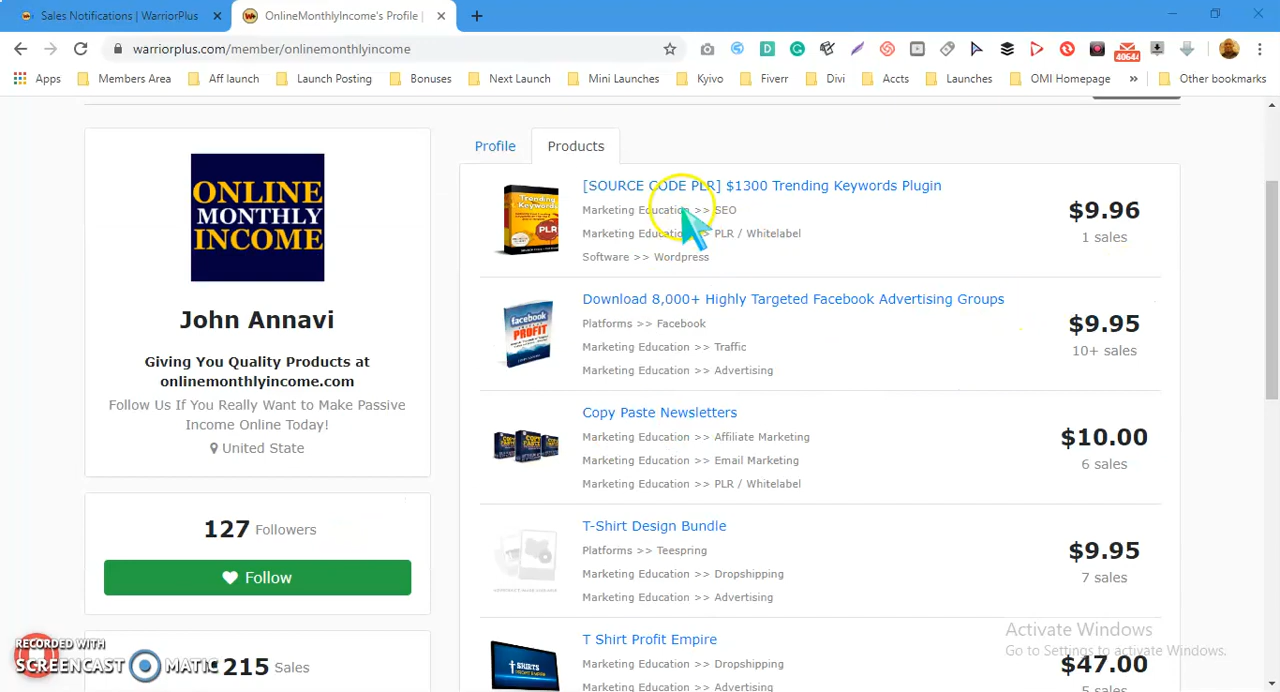 Sales Notifications | WarriorPlus
OnlineMonthlyIncome's Profile |
warriorplus.com/member/onlinemonthlyincome
Apps
Members Area
Aff launch
Launch Posting
Bonuses
Next Launch
Mini Launches
Kyivo
Fiverr
Divi
Accts
Launches
OMI Homepage
»
Other bookmarks
ONLINE
MONTHLY
INCOME
John Annavi
Giving You Quality Products at
onlinemonthlyincome.com
Follow Us If You Really Want to Make Passive
Income Online Today!
United State
127 Followers
Follow
215 Sales
Profile
Products
Trending
Keywords
PLR
[SOURCE CODE PLR] $1300 Trending Keywords Plugin
Marketing Education >> SEO
Marketing Education >> PLR / Whitelabel
Software >> Wordpress
$9.96
1 sales
facebook
PROFIT
Download 8,000+ Highly Targeted Facebook Advertising Groups
Platforms >> Facebook
Marketing Education >> Traffic
Marketing Education >> Advertising
$9.95
10+ sales
Copy Paste Newsletters
Marketing Education >> Affiliate Marketing
Marketing Education >> Email Marketing
Marketing Education >> PLR / Whitelabel
$10.00
6 sales
T-Shirt Design Bundle
Platforms >> Teespring
Marketing Education >> Dropshipping
Marketing Education >> Advertising
$9.95
7 sales
T Shirt Profit Empire
Marketing Education >> Dropshipping
Marketing Education >> Advertising
$47.00
5 sales
Activate Windows
Go to Settings to activate Windows.
RECORDED WITH
SCREENCAST MATIC